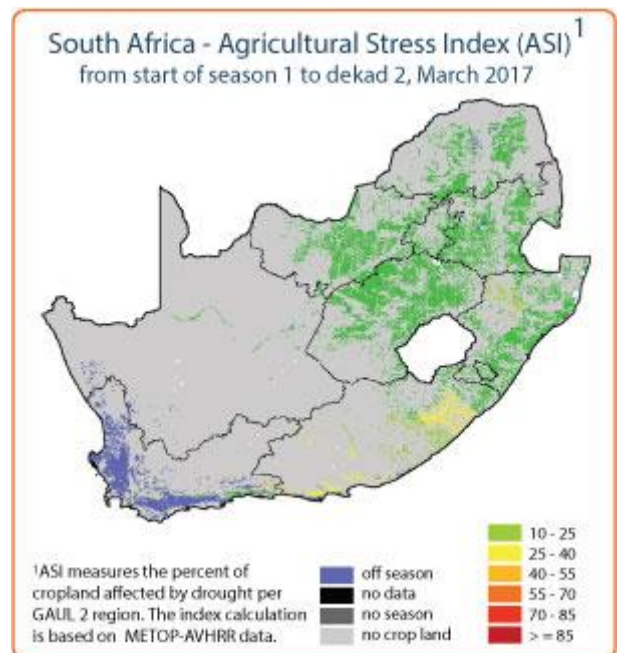 South Africa - Agricultural Stress Index (ASI)1
from start of season 1 to dekad 2, March 2017
1ASI measures the percent of
cropland affected by drought per
GAUL 2 region. The index calculation
is based on METOP-AVHRR data.
off season
no data
no season
no crop land
10 - 25
25 - 40
40 - 55
55 - 70
70 - 85
> = 85